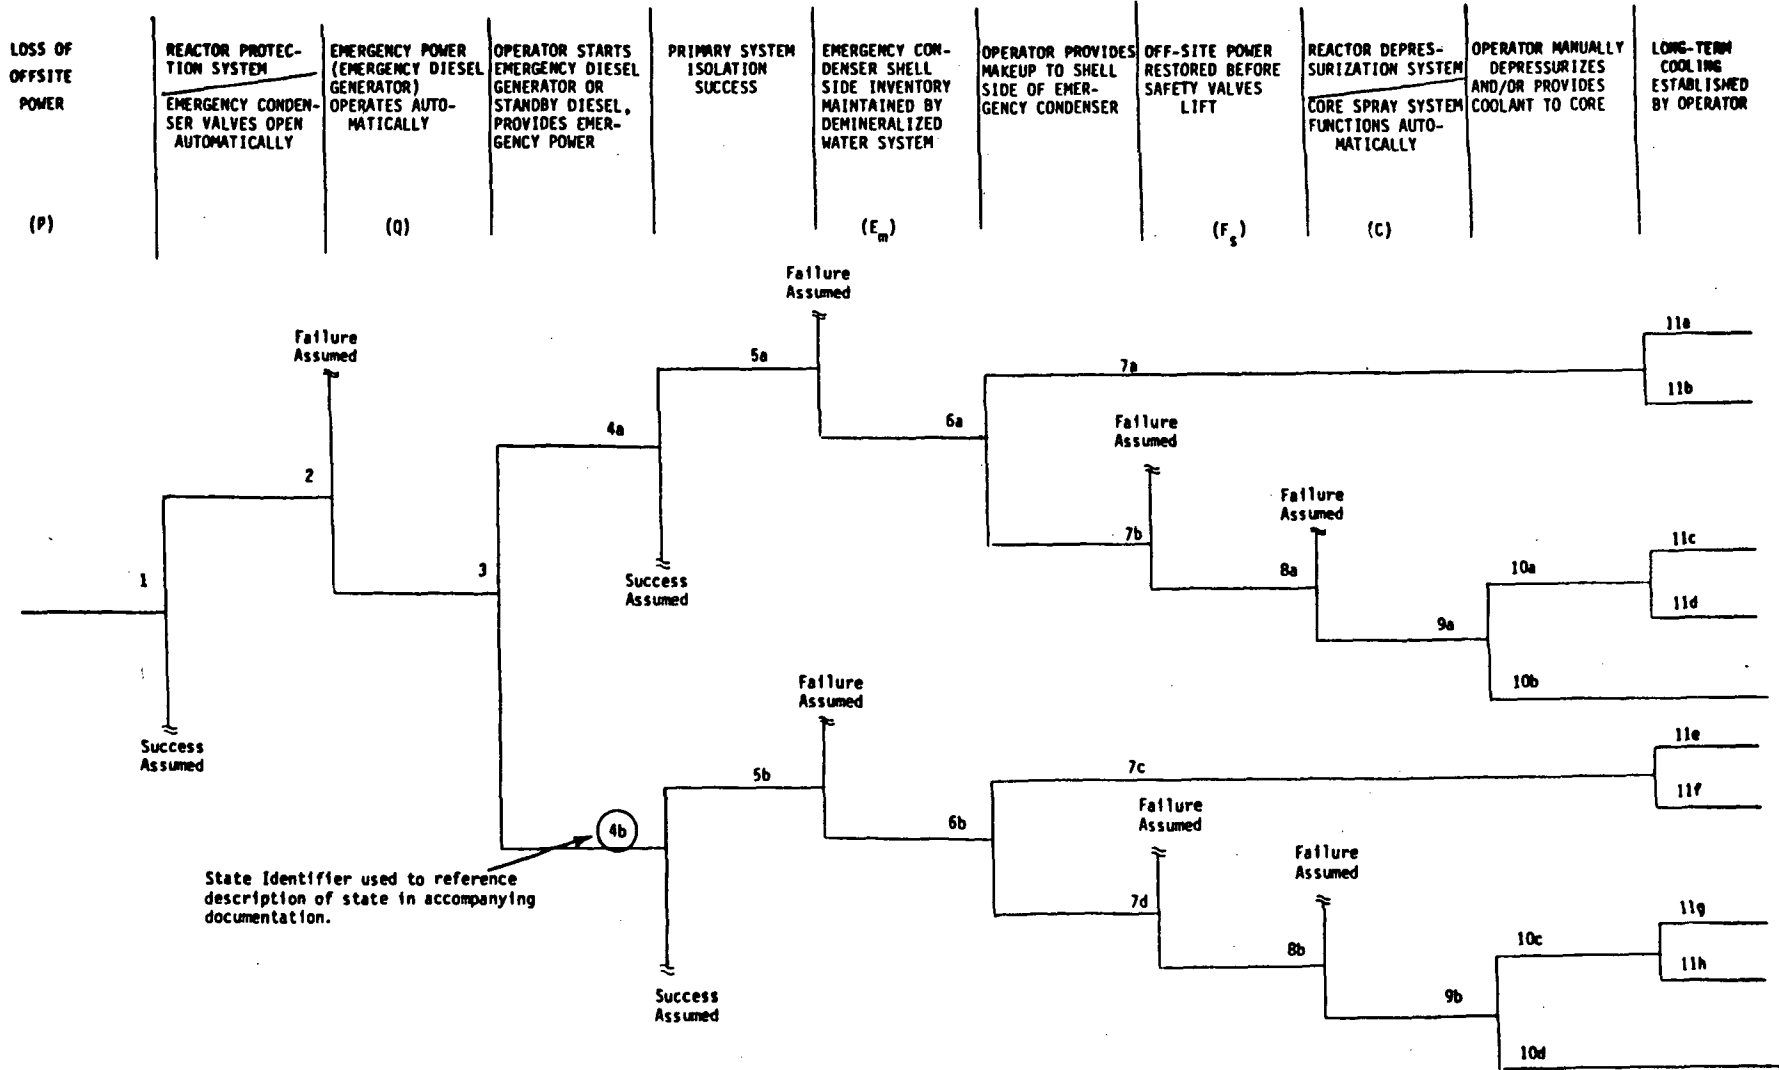 LOSS OF
OFFSITE
POWER
(P)
REACTOR PROTEC-
TION SYSTEM
EMERGENCY CONDEN-
SER VALVES OPEN
AUTOMATICALLY
EMERGENCY POWER
(EMERGENCY DIESEL
GENERATOR)
OPERATES AUTO-
MATICALLY
(Q)
OPERATOR STARTS
EMERGENCY DIESEL
GENERATOR OR
STANDBY DIESEL,
PROVIDES EMER-
GENCY POWER
PRIMARY SYSTEM
ISOLATION
SUCCESS
EMERGENCY CON-
DENSER SHELL
SIDE INVENTORY
MAINTAINED BY
DEMINERALIZED
WATER SYSTEM
(Em)
OPERATOR PROVIDES
MAKEUP TO SHELL
SIDE OF EMER-
GENCY CONDENSER
OFF-SITE POWER
RESTORED BEFORE
SAFETY VALVES
LIFT
(Fs)
REACTOR DEPRES-
SURIZATION SYSTEM
CORE SPRAY SYSTEM
FUNCTIONS AUTO-
MATICALLY
(C)
OPERATOR MANUALLY
DEPRESSURIZES
AND/OR PROVIDES
COOLANT TO CORE
LONG-TERM
COOLING
ESTABLISHED
BY OPERATOR
Failure
Assumed
Failure
Assumed
11a
5a
7a
11b
4a
6a
Failure
Assumed
2
Failure
Assumed
7b
11c
1
3
Success
Assumed
8a
10a
11d
9a
10b
Success
Assumed
Failure
Assumed
11e
5b
7c
11f
Failure
Assumed
4b
6b
Failure
Assumed
State Identifier used to reference
description of state in accompanying
documentation.
7d
11g
8b
10c
11h
Success
Assumed
9b
10d